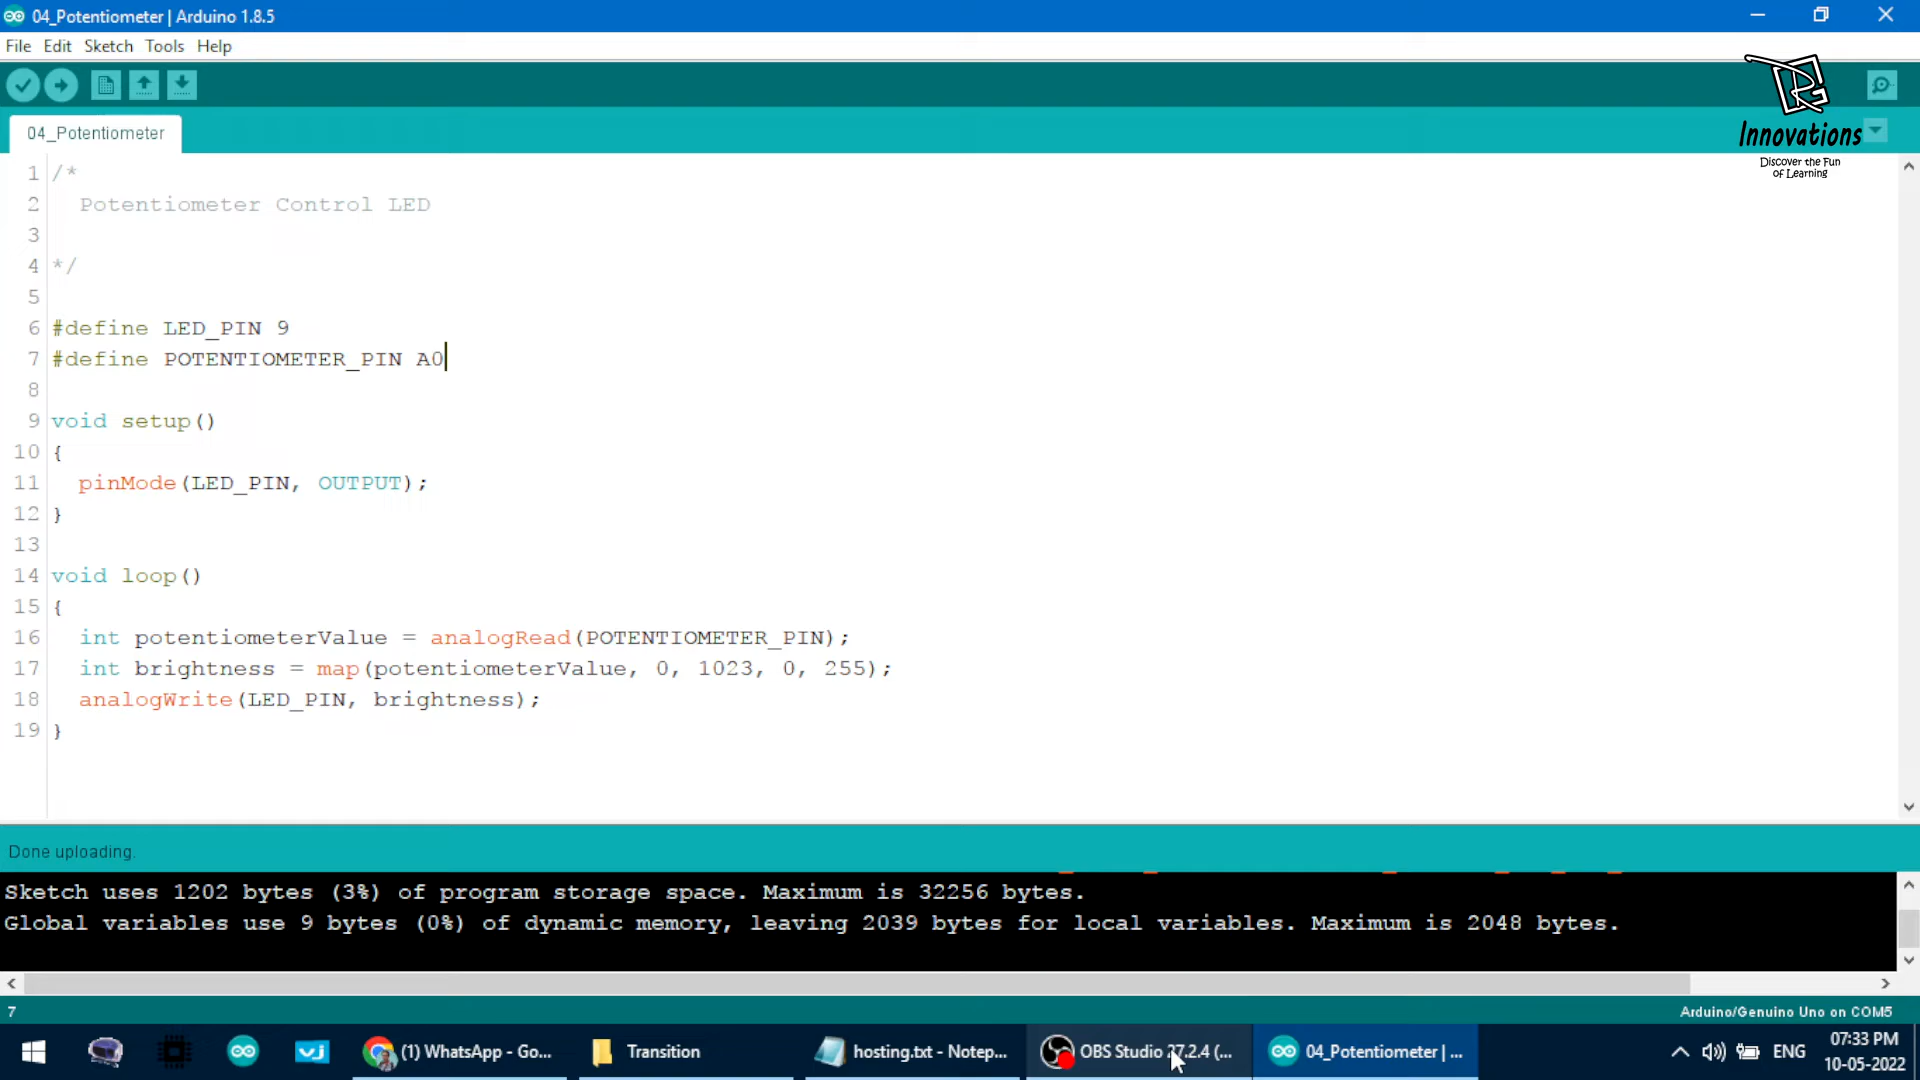 04_Potentiometer | Arduino 1.8.5
File Edit Sketch Tools Help
Innovations
Discover the Fun
of Learning
04_Potentiometer
1 /*
2 Potentiometer Control LED
3
4 */
5
6 #define LED_PIN 9
7 #define POTENTIOMETER_PIN A0
8
9 void setup()
10 {
11 pinMode(LED_PIN, OUTPUT);
12 }
13
14 void loop()
15 {
16 int potentiometerValue = analogRead(POTENTIOMETER_PIN);
17 int brightness = map(potentiometerValue, 0, 1023, 0, 255);
18 analogWrite(LED_PIN, brightness);
19 }
Done uploading.
Sketch uses 1202 bytes (3%) of program storage space. Maximum is 32256 bytes.
Global variables use 9 bytes (0%) of dynamic memory, leaving 2039 bytes for local variables. Maximum is 2048 bytes.
7 Arduino/Genuino Uno on COM5
(1) WhatsApp - Go... Transition hosting.txt - Notep... OBS Studio 27.2.4 (... 04_Potentiometer | ... ENG 07:33 PM
10-05-2022